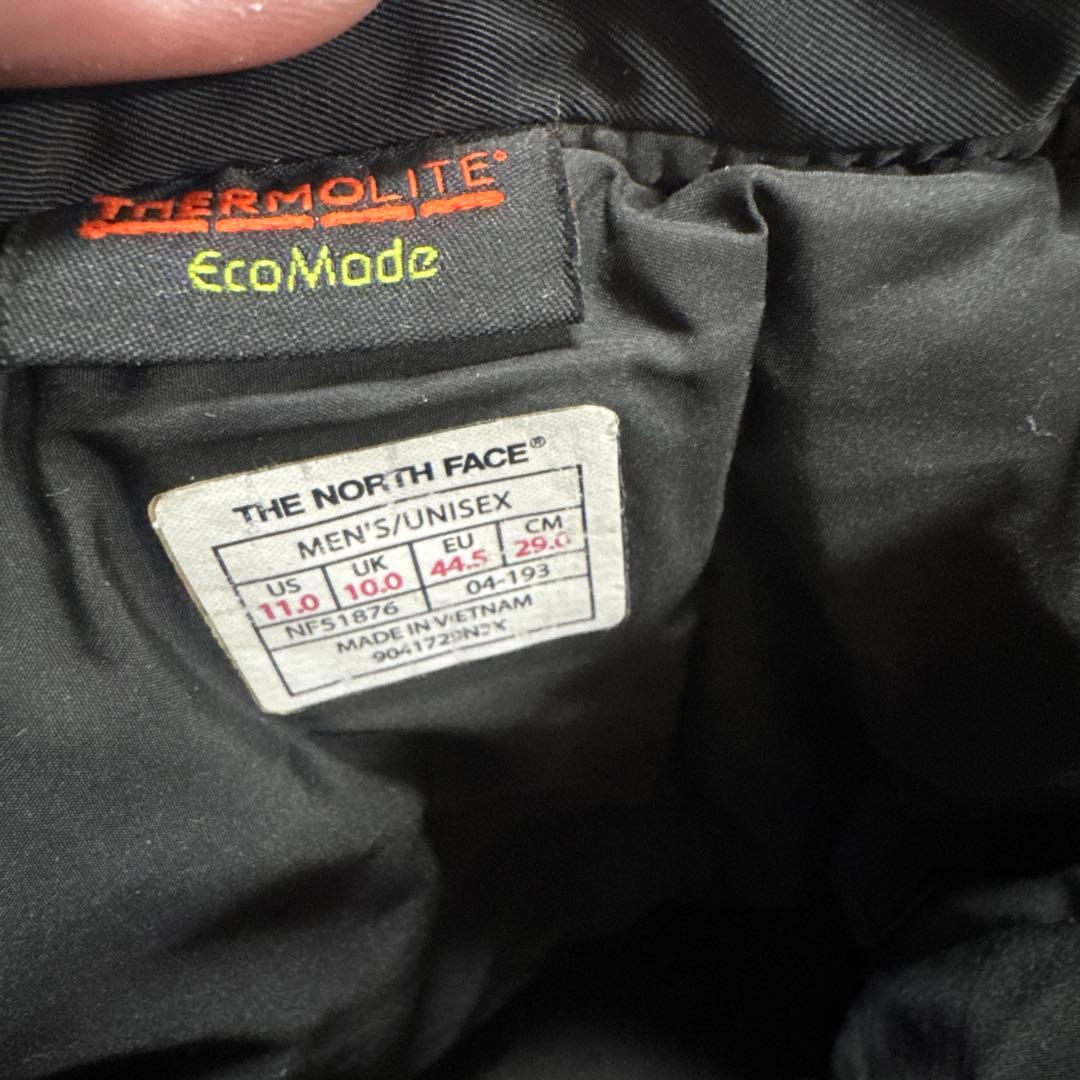 THERMOLITE®
EcoMade
THE NORTH FACE®
MEN'S/UNISEX
US UK EU CM
11.0 10.0 44.5 29.0
NF51876 04-193
MADE IN VIETNAM